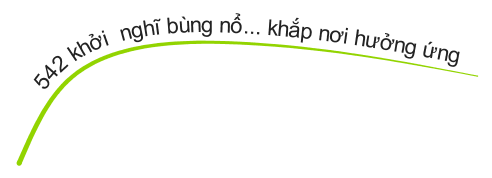 542 khởi nghĩ bùng nổ... khắp nơi hưởng ứng